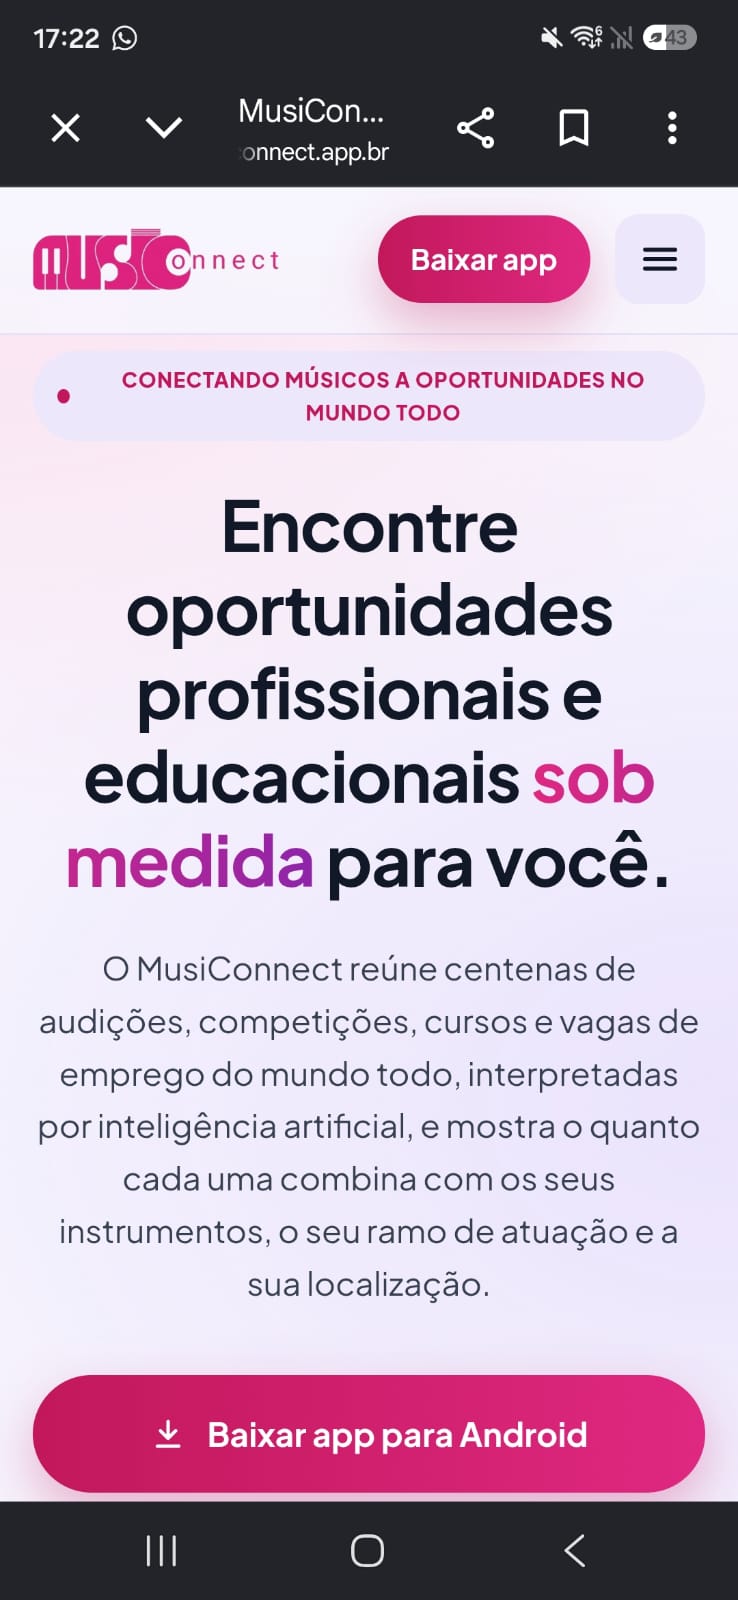 17:22
6
43
MusiCon...
onnect.app.br
MUSIConnect
Baixar app
CONECTANDO MÚSICOS A OPORTUNIDADES NO
MUNDO TODO
Encontre
oportunidades
profissionais e
educacionais sob
medida para você.
O MusiConnect reúne centenas de
audições, competições, cursos e vagas de
emprego do mundo todo, interpretadas
por inteligência artificial, e mostra o quanto
cada uma combina com os seus
instrumentos, o seu ramo de atuação e a
sua localização.
Baixar app para Android